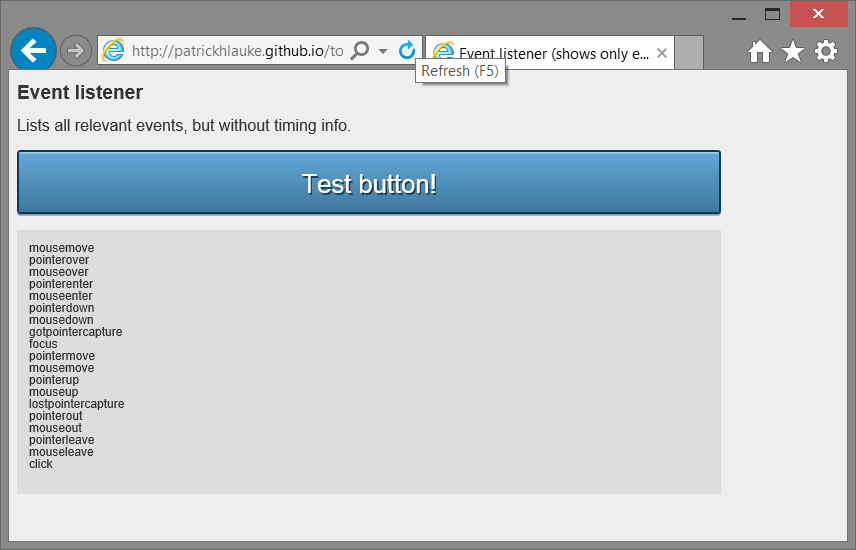 http://patrickhlauke.github.io/to
Event listener (shows only e...
Refresh (F5)
Event listener
Lists all relevant events, but without timing info.
Test button!
mousemove
pointerover
mouseover
pointerenter
mouseenter
pointerdown
mousedown
gotpointercapture
focus
pointermove
mousemove
pointerup
mouseup
lostpointercapture
pointerout
mouseout
pointerleave
mouseleave
click